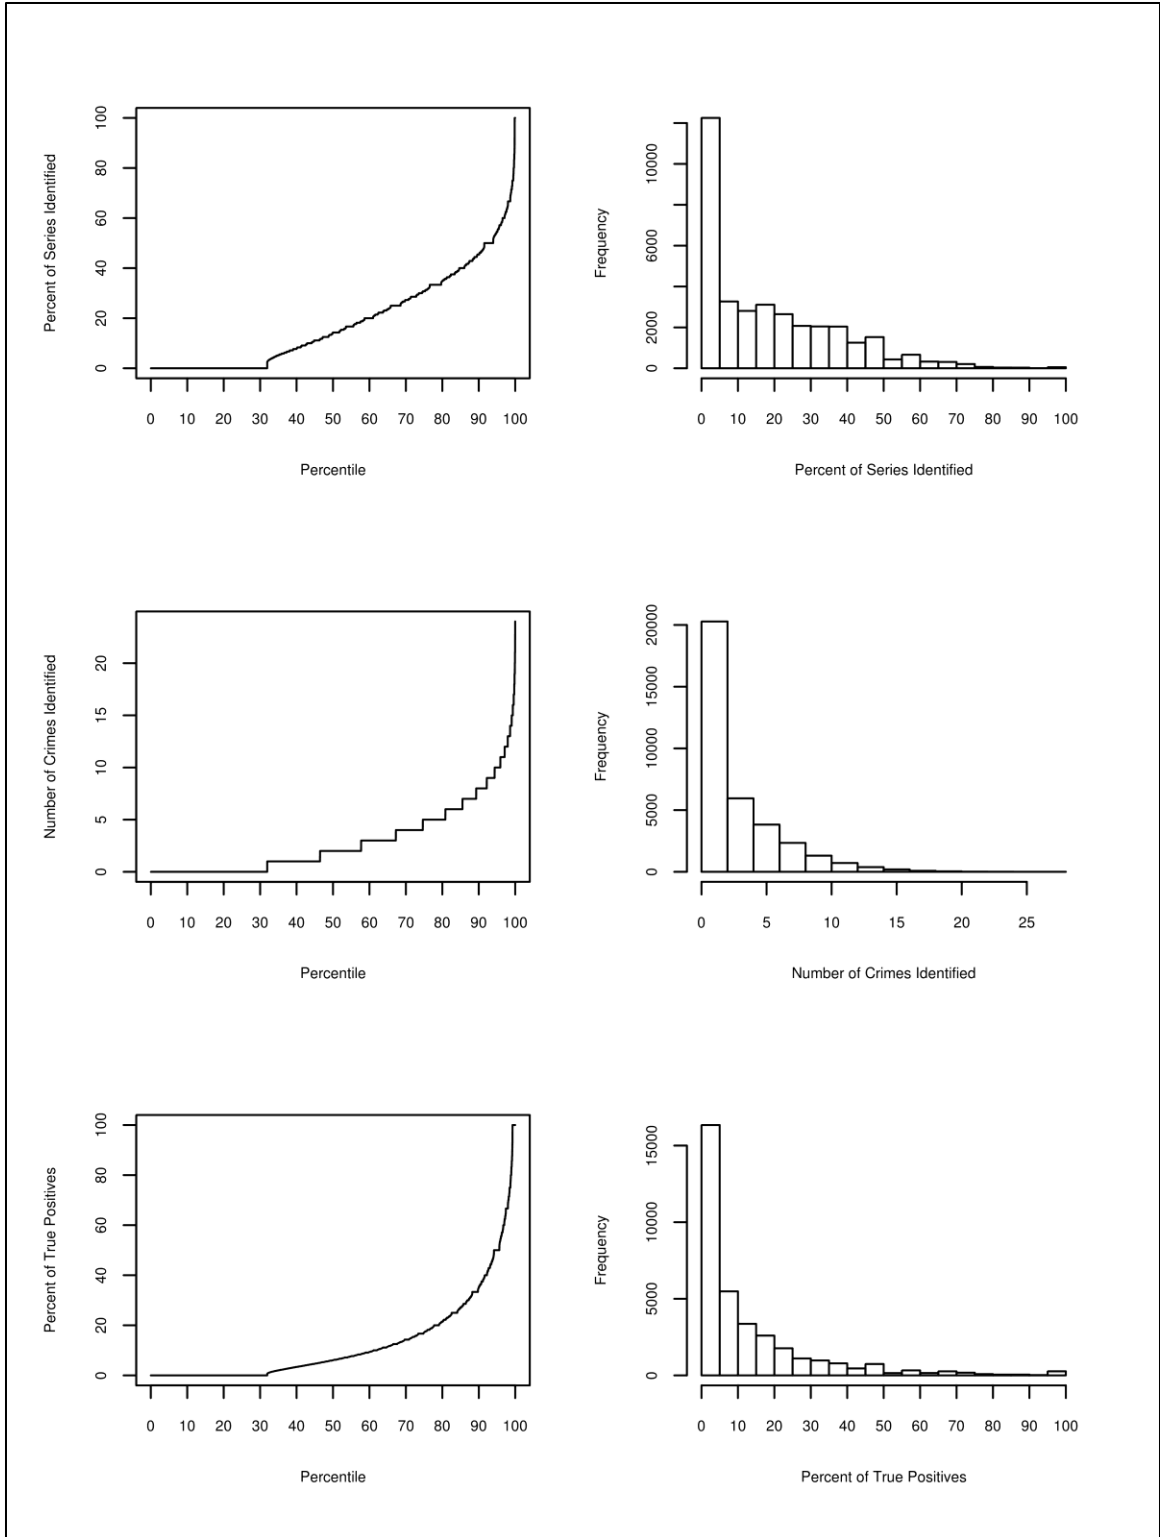 Percent of Series Identified
100
80
60
40
20
0
0 10 20 30 40 50 60 70 80 90 100
Percentile
Frequency
10000
6000
2000
0
0 10 20 30 40 50 60 70 80 90 100
Percent of Series Identified
Number of Crimes Identified
20
15
10
5
0
0 10 20 30 40 50 60 70 80 90 100
Percentile
Frequency
20000
15000
10000
5000
0
0 5 10 15 20 25
Number of Crimes Identified
Percent of True Positives
100
80
60
40
20
0
0 10 20 30 40 50 60 70 80 90 100
Percentile
Frequency
15000
10000
5000
0
0 10 20 30 40 50 60 70 80 90 100
Percent of True Positives